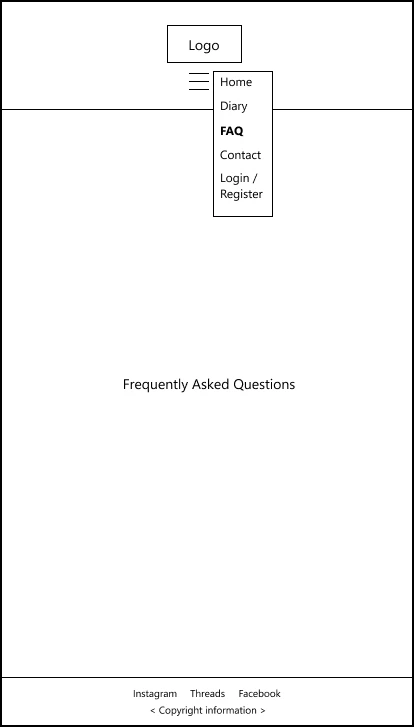 Logo
Home
Diary
FAQ
Contact
Login /
Register
Frequently Asked Questions
Instagram Threads Facebook
< Copyright information >